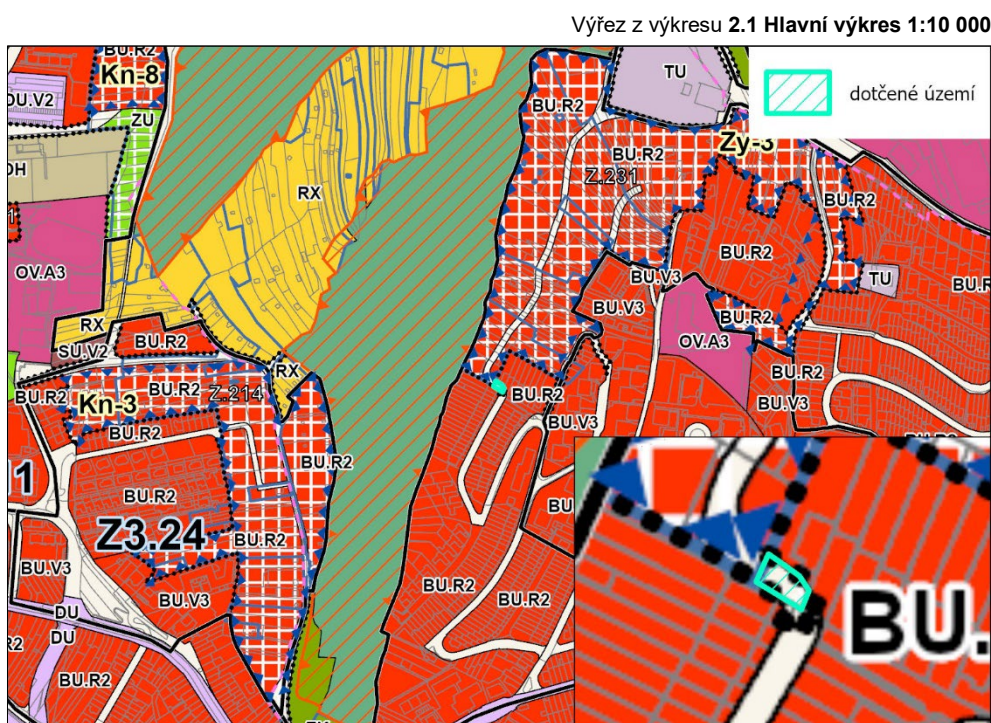 Výřez z výkresu 2.1 Hlavní výkres 1:10 000
dotčené území
BU.R2
Kn-8
DU.V2
ZU
OV.A3
RX
RX
SU.V2
BU.R2
RX
BU.R2
BU.R2
Z.214
Kn-3
BU.R2
BU.R2
BU.R2
Z3.24
BU.R2
BU.V3
BU.V3
DU
DU
BU.R2
TU
BU.R2
Zy-3
BU.R2
Z.231
BU.R2
BU.R2
BU.V3
TU
BU.V3
BU.R2
OV.A3
BU.R2
BU.R2
BU.V3
BU.V3
BU.R2
BU.R2
BU.